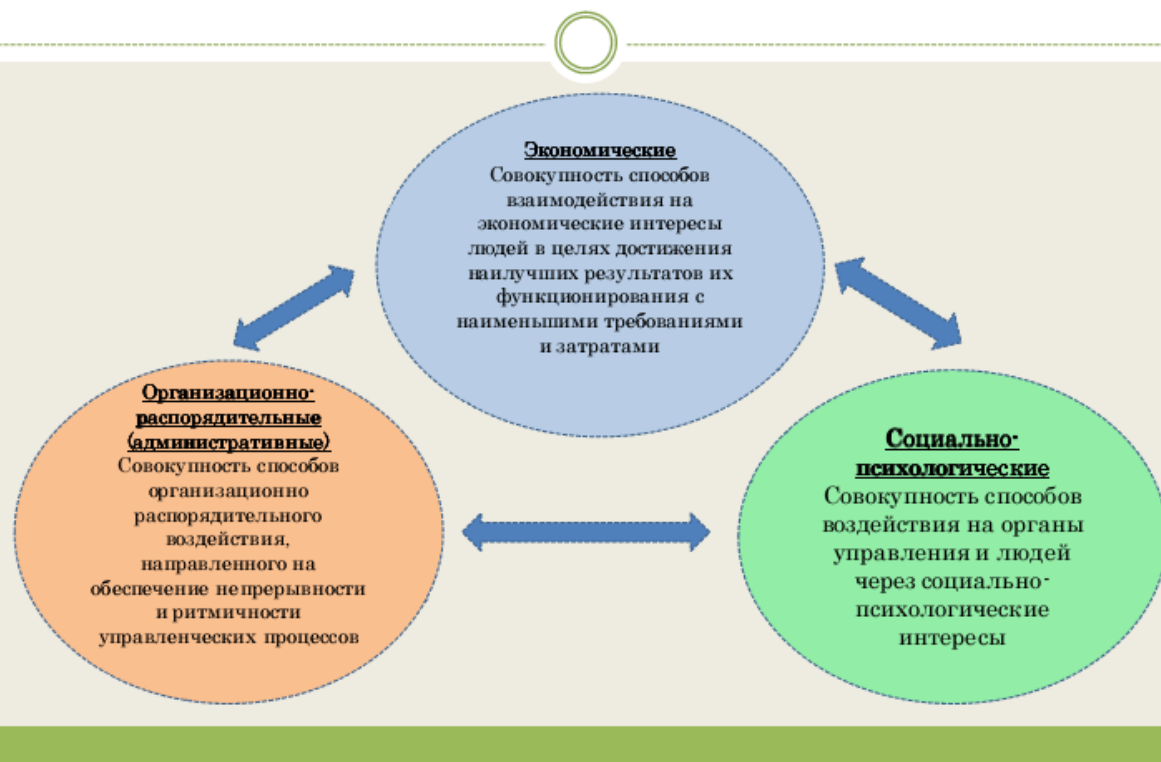 Экономические
Совокупность способов
взаимодействия на
экономические интересы
людей в целях достижения
наилучших результатов их
функционирования с
наименьшими требованиями
и затратами
Организационно-
распорядительные
(административные)
Совокупность способов
организационно
распорядительного
воздействия,
направленного на
обеспечение непрерывности
и ритмичности
управленческих процессов
Социально-
психологические
Совокупность способов
воздействия на органы
управления и людей
через социально-
психологические
интересы